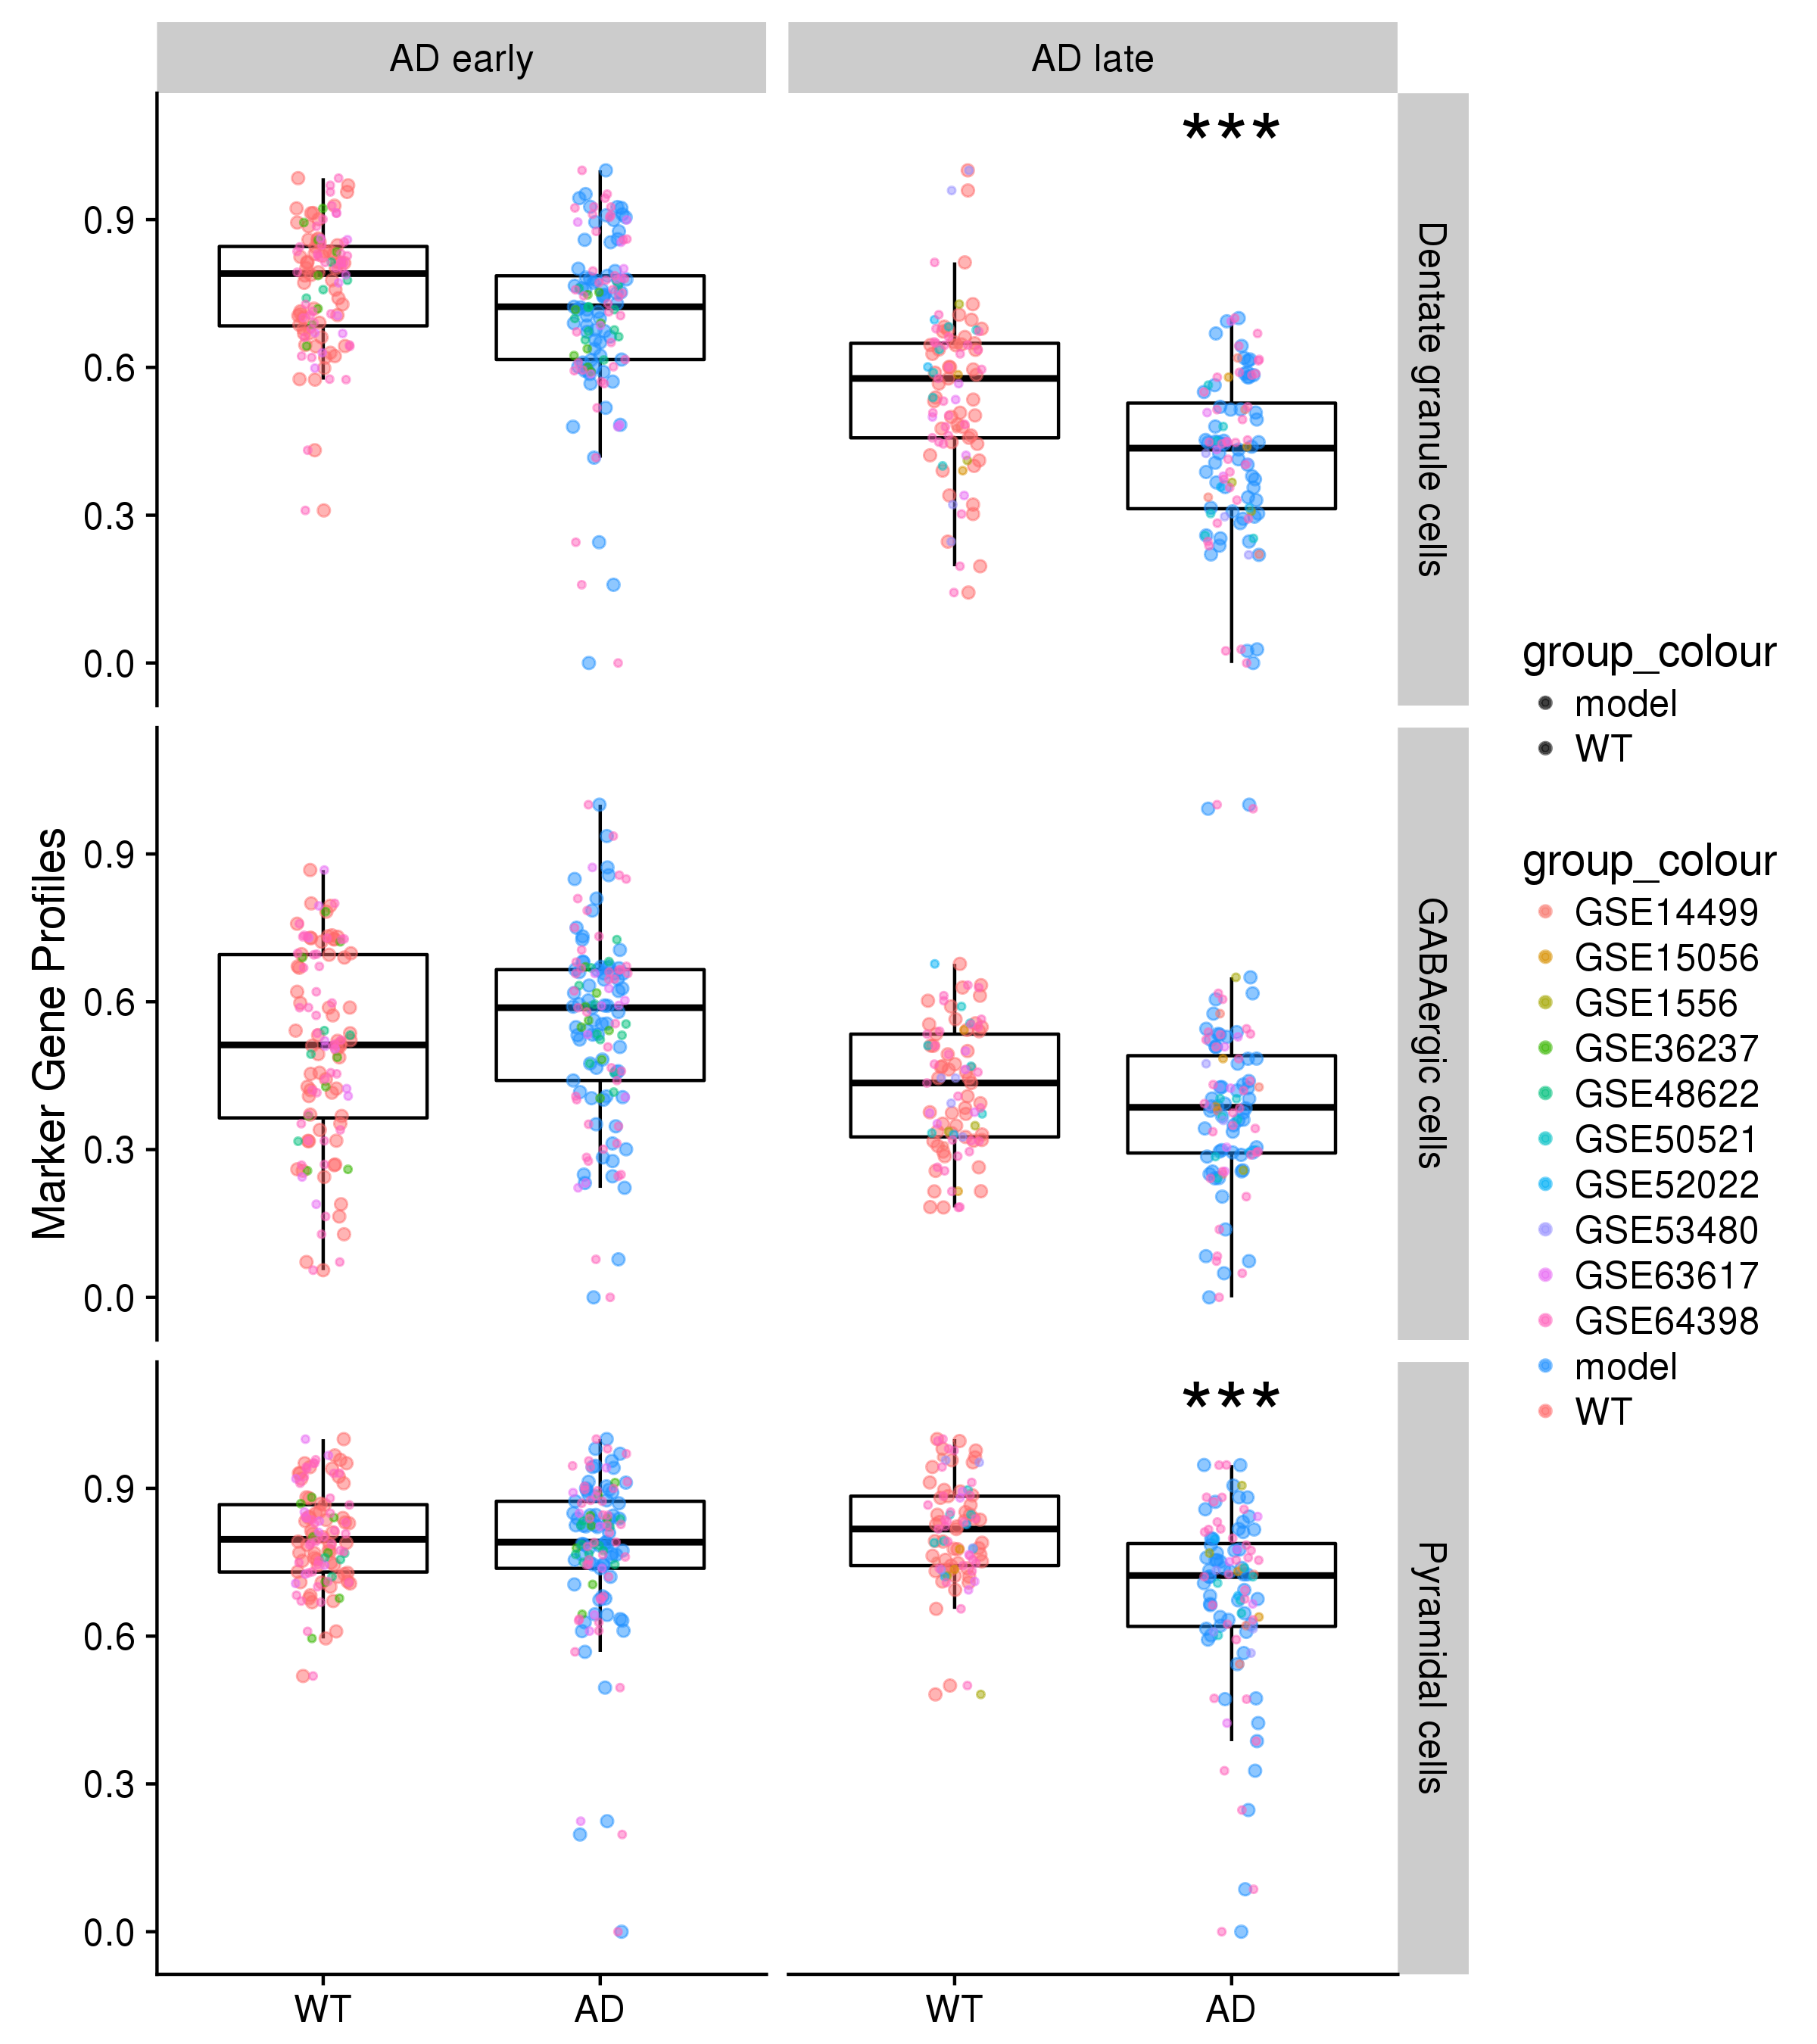 AD early
AD late
***
0.9
0.6
0.3
0.0
Dentate granule cells
Marker Gene Profiles
0.9
0.6
0.3
0.0
GABAergic cells
***
0.9
0.6
0.3
0.0
Pyramidal cells
WT
AD
WT
AD
group_colour
model
WT
group_colour
GSE14499
GSE15056
GSE1556
GSE36237
GSE48622
GSE50521
GSE52022
GSE53480
GSE63617
GSE64398
model
WT